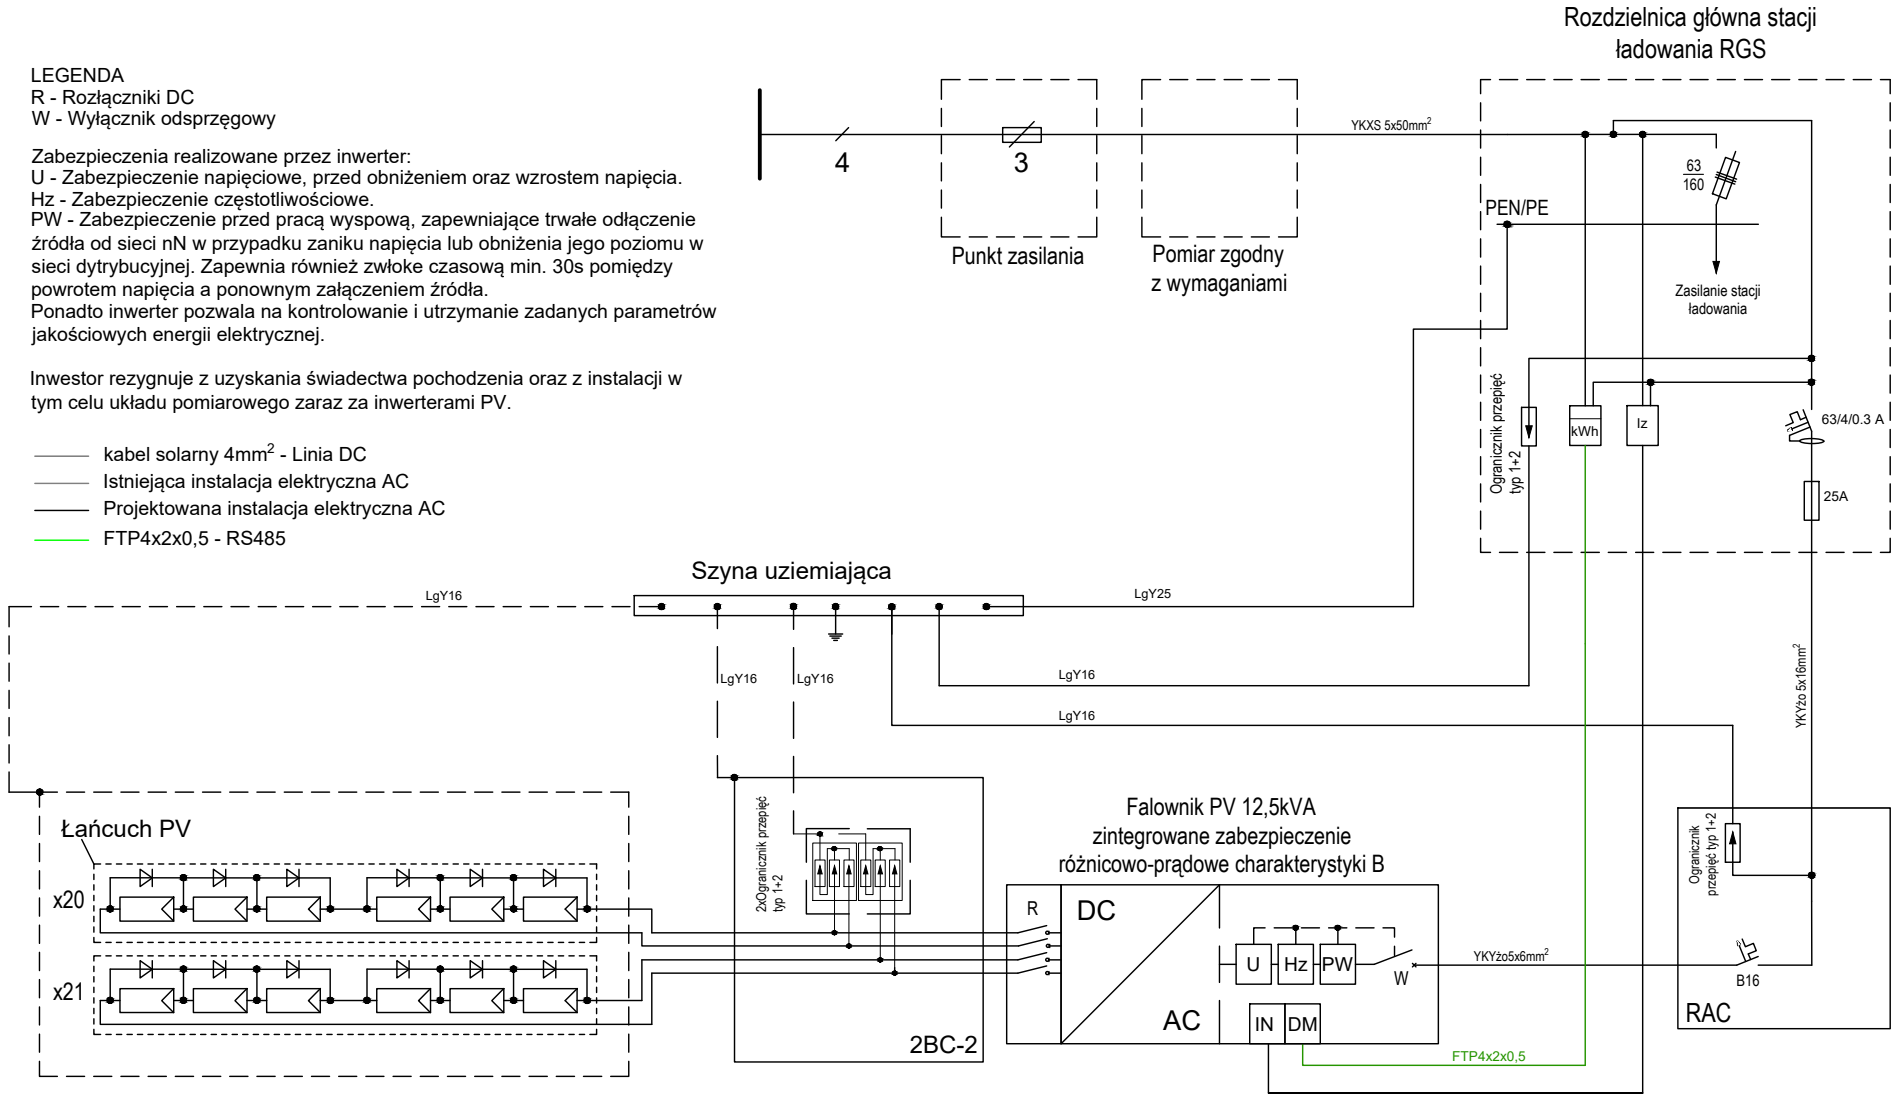 Rozdzielnica główna stacji
ładowania RGS
LEGENDA
R - Rozłączniki DC
W - Wyłącznik odsprzęgowy
Zabezpieczenia realizowane przez inwerter:
U - Zabezpieczenie napięciowe, przed obniżeniem oraz wzrostem napięcia.
Hz - Zabezpieczenie częstotliwościowe.
PW - Zabezpieczenie przed pracą wyspową, zapewniające trwałe odłączenie
źródła od sieci nN w przypadku zaniku napięcia lub obniżenia jego poziomu w
sieci dytrybucyjnej. Zapewnia również zwłoke czasową min. 30s pomiędzy
powrotem napięcia a ponownym załączeniem źródła.
Ponadto inwerter pozwala na kontrolowanie i utrzymanie zadanych parametrów
jakościowych energii elektrycznej.
Inwestor rezygnuje z uzyskania świadectwa pochodzenia oraz z instalacji w
tym celu układu pomiarowego zaraz za inwerterami PV.
kabel solarny 4mm² - Linia DC
Istniejąca instalacja elektryczna AC
Projektowana instalacja elektryczna AC
FTP4x2x0,5 - RS485
4
3
Punkt zasilania
Pomiar zgodny
z wymaganiami
YKXS 5x50mm²
63
160
PEN/PE
Zasilanie stacji
ładowania
Ogranicznik przepięć
typ 1+2
kWh
Iz
63/4/0.3 A
25A
Szyna uziemiająca
LgY16
LgY25
LgY16
LgY16
LgY16
LgY16
YKYżo 5x16mm²
Łańcuch PV
x20
x21
2xOgranicznik przepięć
typ 1+2
2BC-2
Falownik PV 12,5kVA
zintegrowane zabezpieczenie
różnicowo-prądowe charakterystyki B
R
DC
AC
U
Hz
PW
W
IN
DM
YKYżo5x6mm²
FTP4x2x0,5
Ogranicznik
przepięć typ 1+2
B16
RAC